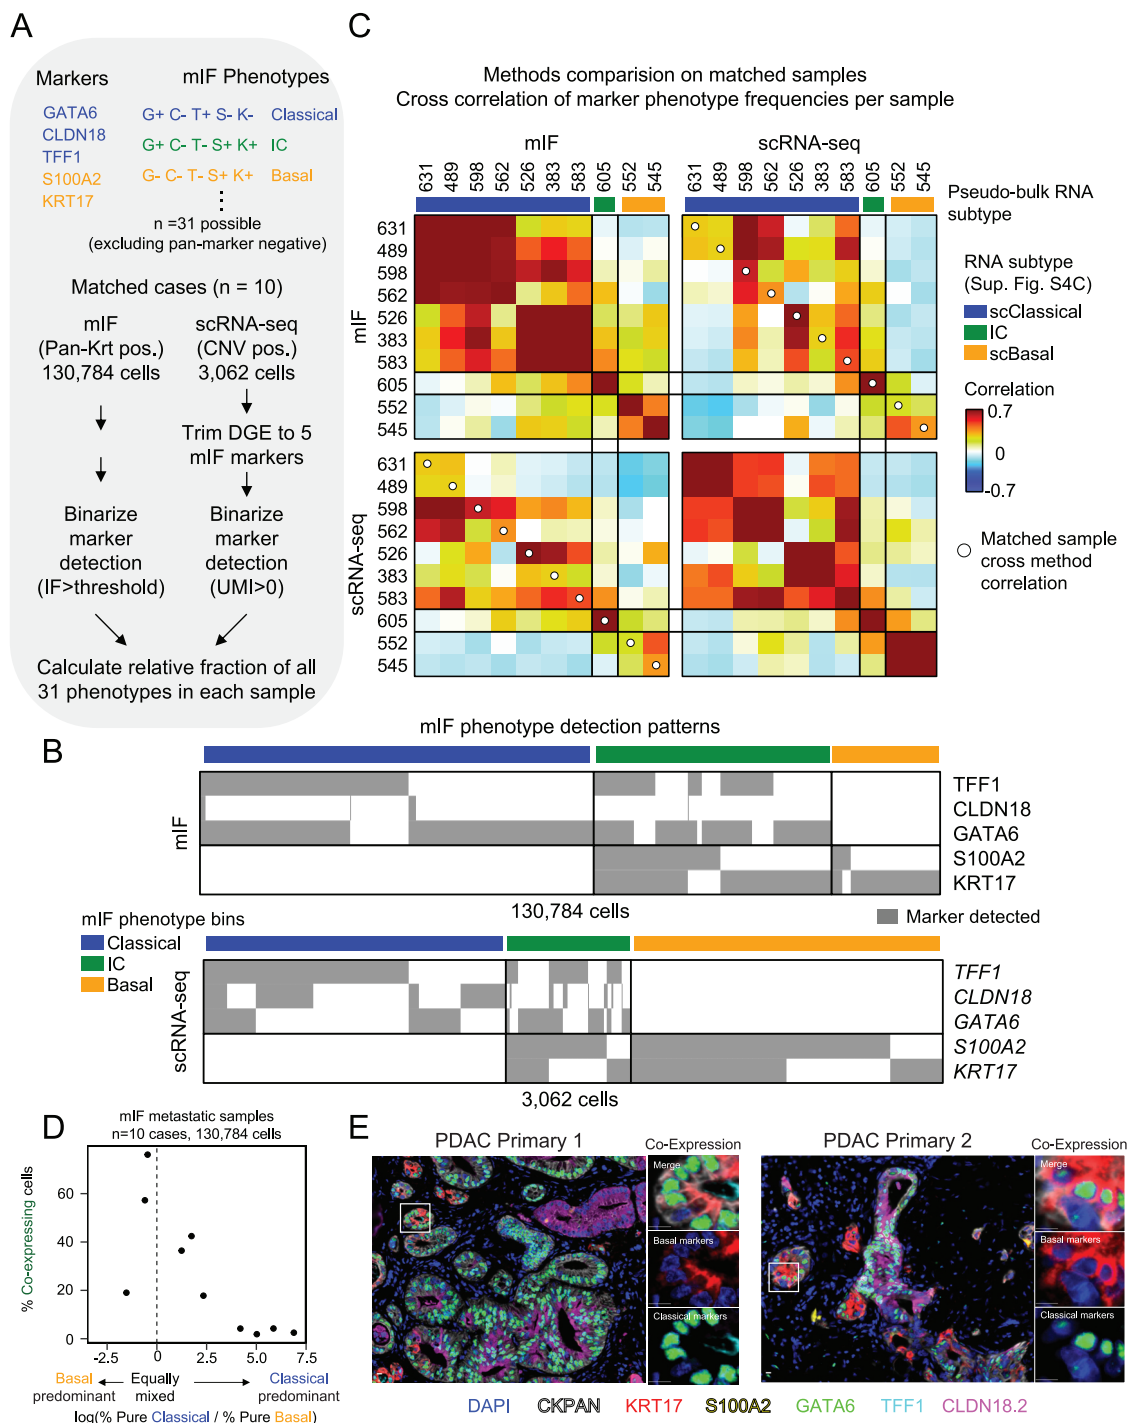 A
Markers
mIF Phenotypes
GATA6
CLDN18
TFF1
S100A2
KRT17
G+ C- T+ S- K- Classical
G+ C- T- S+ K+ IC
G- C- T- S+ K+ Basal
n =31 possible
(excluding pan-marker negative)
Matched cases (n = 10)
mIF
(Pan-Krt pos.)
130,784 cells
scRNA-seq
(CNV pos.)
3,062 cells
Trim DGE to 5
mIF markers
Binarize
marker
detection
(IF>threshold)
Binarize
marker
detection
(UMI>0)
Calculate relative fraction of all
31 phenotypes in each sample
C
Methods comparision on matched samples
Cross correlation of marker phenotype frequencies per sample
mIF
scRNA-seq
631 489 598 562 526 383 583 605 552 545
631 489 598 562 526 383 583 605 552 545
Pseudo-bulk RNA
subtype
mIF
631
489
598
562
526
383
583
605
552
545
scRNA-seq
631
489
598
562
526
383
583
605
552
545
RNA subtype
(Sup. Fig. S4C)
scClassical
IC
scBasal
Correlation
0.7
-0.7
Matched sample
cross method
correlation
B
mIF phenotype detection patterns
mIF
TFF1
CLDN18
GATA6
S100A2
KRT17
130,784 cells
Marker detected
mIF phenotype bins
Classical
IC
Basal
scRNA-seq
TFF1
CLDN18
GATA6
S100A2
KRT17
3,062 cells
D
mIF metastatic samples
n=10 cases, 130,784 cells
% Co-expressing cells
60
40
20
0
-2.5 0 2.5 5.0 7.5
Basal
predominant
Equally
mixed
Classical
predominant
log(% Pure Classical / % Pure Basal)
E
PDAC Primary 1
Co-Expression
Merge
Basal markers
Classical markers
PDAC Primary 2
Co-Expression
Merge
Basal markers
Classical markers
DAPI CKPAN KRT17 S100A2 GATA6 TFF1 CLDN18.2